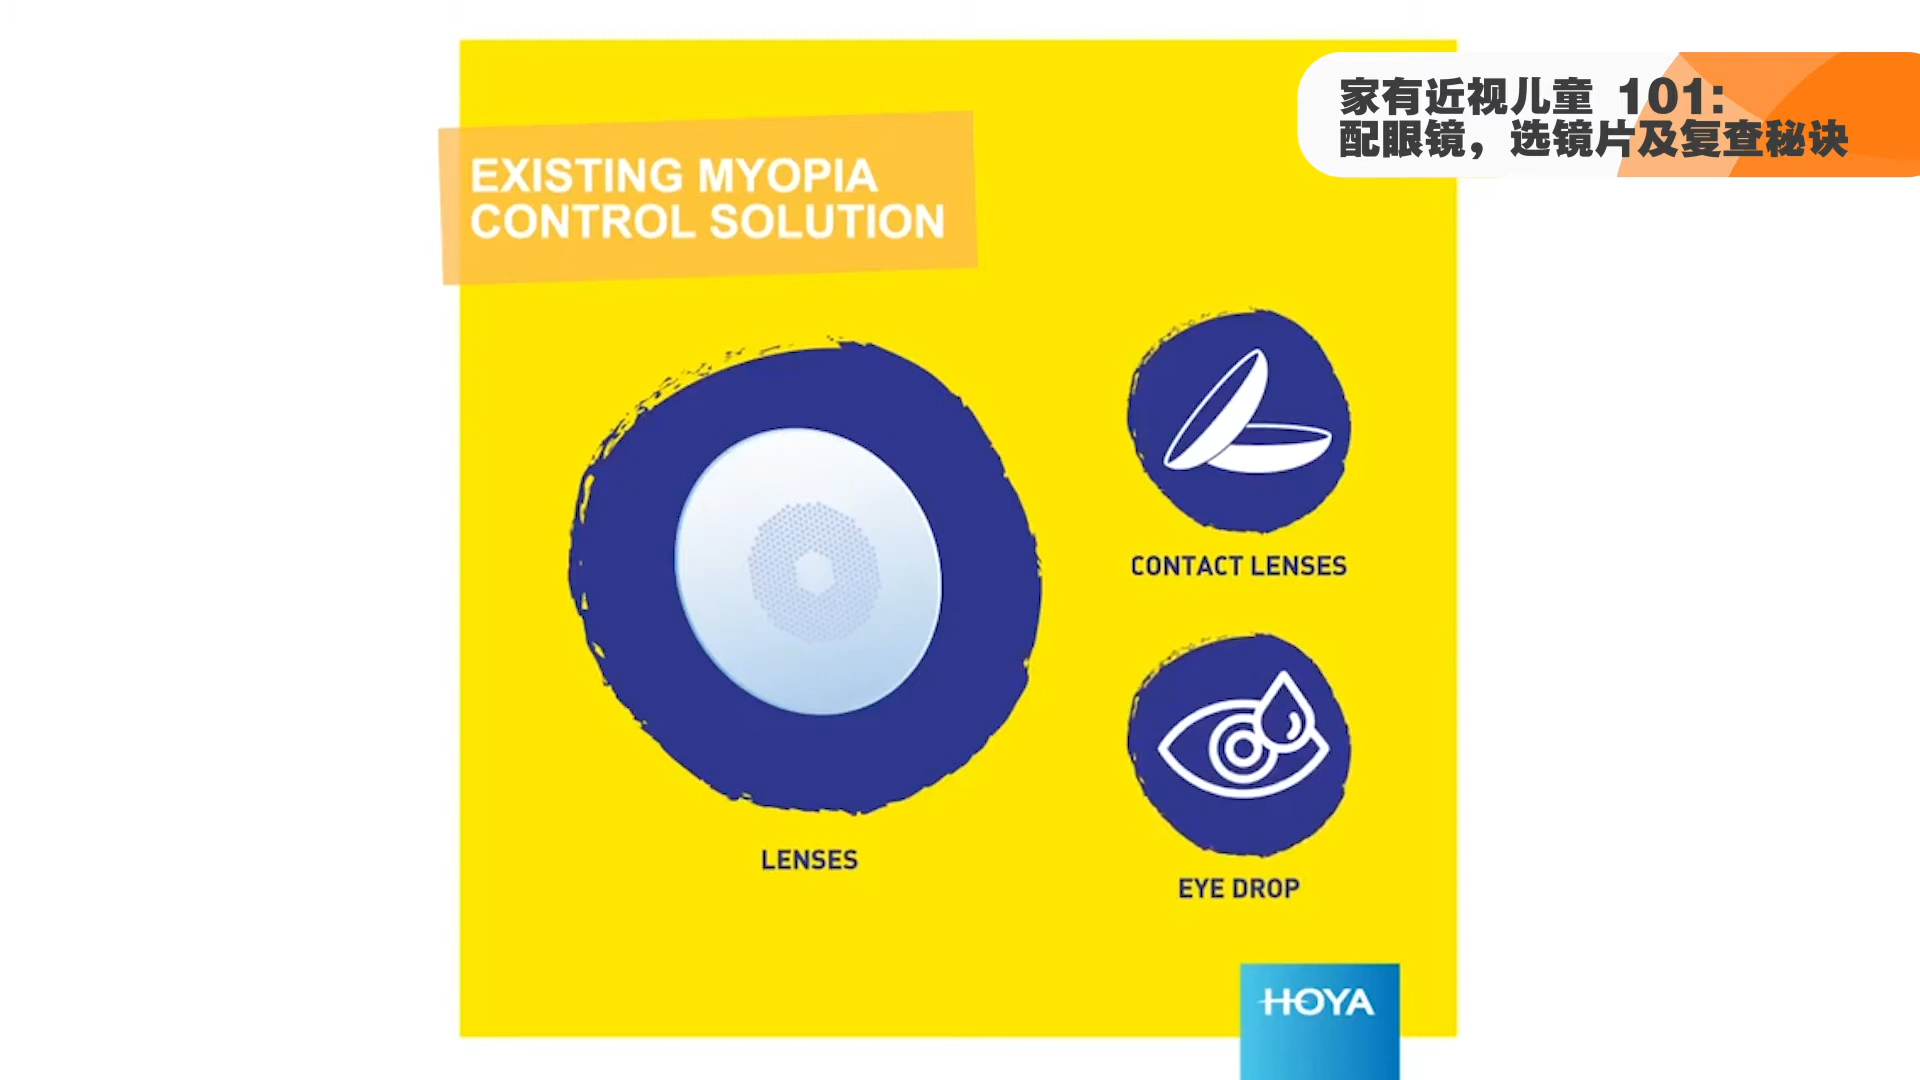 家有近视儿童 101:
配眼镜，选镜片及复查秘诀
EXISTING MYOPIA
CONTROL SOLUTION
CONTACT LENSES
LENSES
EYE DROP
HOYA